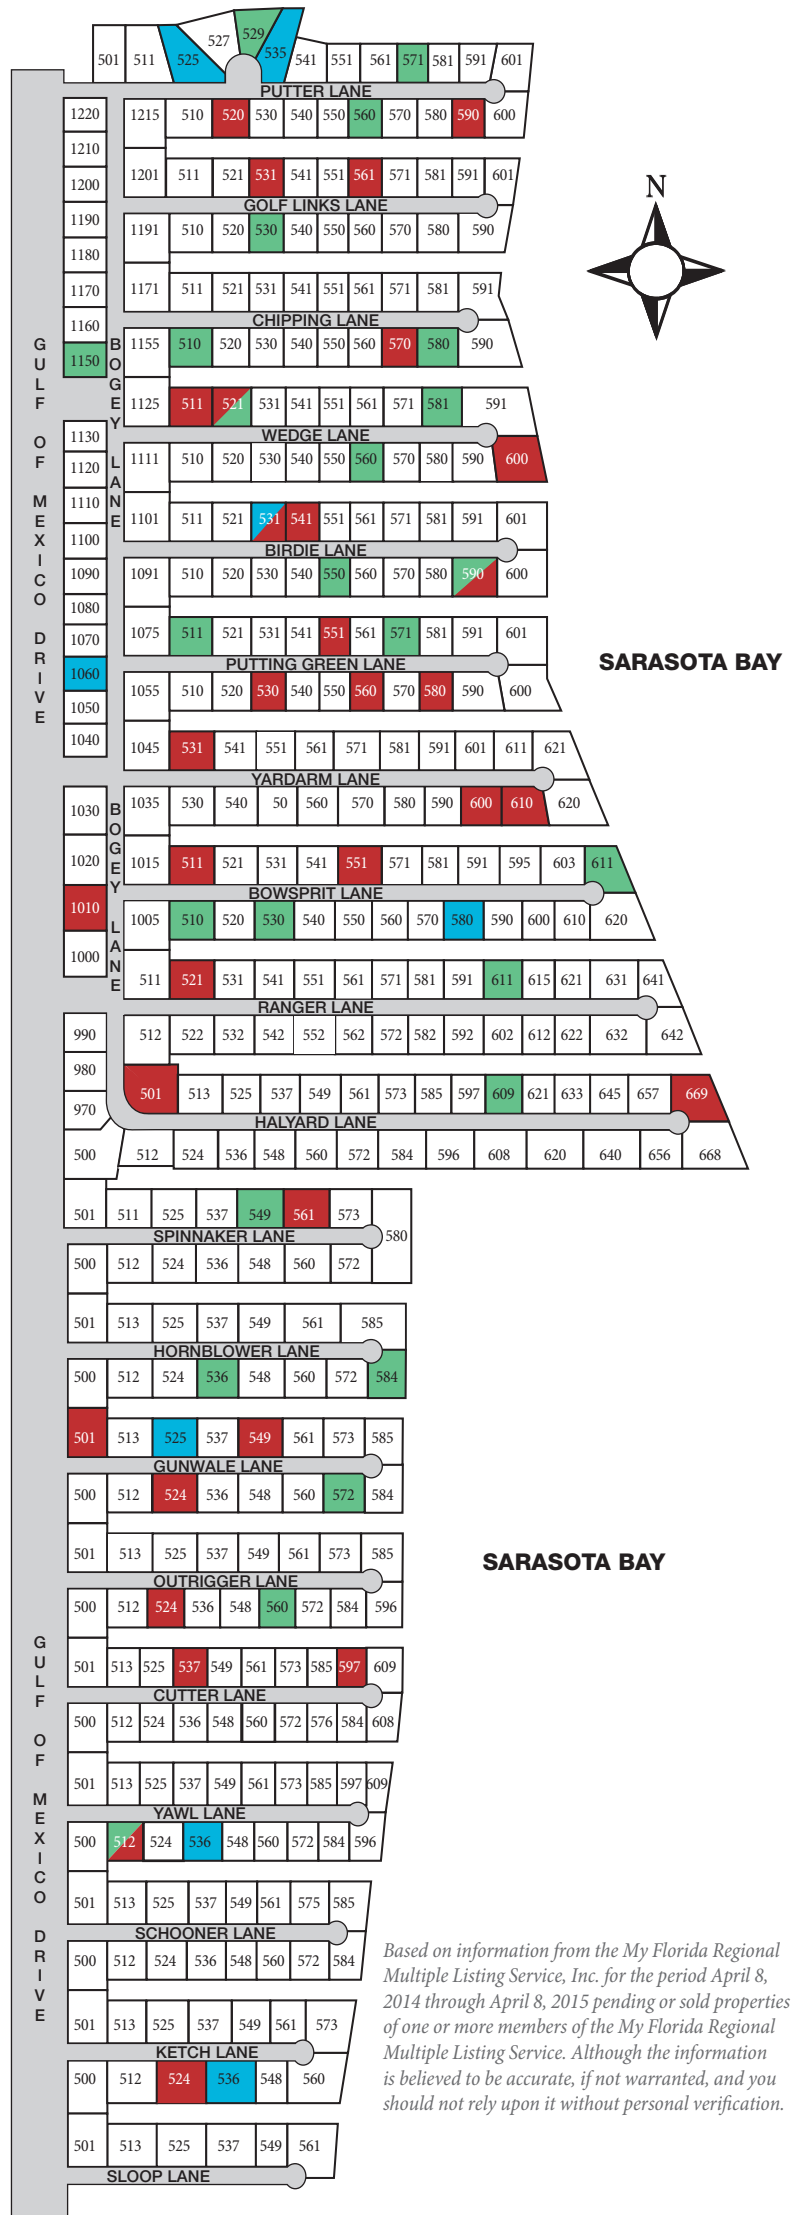 501 511 525 527 529 535 541 551 561 571 581 591 601
PUTTER LANE
1220 1215 510 520 530 540 550 560 570 580 590 600
1210
1200 1201 511 521 531 541 551 561 571 581 591 601
GOLF LINKS LANE
1190 1191 510 520 530 540 550 560 570 580 590
1180
1170 1171 511 521 531 541 551 561 571 581 591
CHIPPING LANE
1160
1155 510 520 530 540 550 560 570 580 590
1150
1125 511 521 531 541 551 561 571 581 591
WEDGE LANE
1130
1120 1111 510 520 530 540 550 560 570 580 590 600
1110
1101 511 521 531 541 551 561 571 581 591 601
1100
BIRDIE LANE
1090 1091 510 520 530 540 550 560 570 580 590 600
1080
1070 1075 511 521 531 541 551 561 571 581 591 601
PUTTING GREEN LANE
1060
1055 510 520 530 540 550 560 570 580 590 600
1050
1040 1045 531 541 551 561 571 581 591 601 611 621
YARDARM LANE
1030 1035 530 540 50 560 570 580 590 600 610 620
1020 1015 511 521 531 541 551 571 581 591 595 603 611
BOWSPRIT LANE
1010 1005 510 520 530 540 550 560 570 580 590 600 610 620
1000
511 521 531 541 551 561 571 581 591 611 615 621 631 641
RANGER LANE
990 512 522 532 542 552 562 572 582 592 602 612 622 632 642
980
970 501 513 525 537 549 561 573 585 597 609 621 633 645 657 669
HALYARD LANE
500 512 524 536 548 560 572 584 596 608 620 640 656 668
501 511 525 537 549 561 573 580
SPINNAKER LANE
500 512 524 536 548 560 572
501 513 525 537 549 561 585
HORNBLOWER LANE
500 512 524 536 548 560 572 584
501 513 525 537 549 561 573 585
GUNWALE LANE
500 512 524 536 548 560 572 584
501 513 525 537 549 561 573 585
OUTRIGGER LANE
500 512 524 536 548 560 572 584 596
501 513 525 537 549 561 573 585 597 609
CUTTER LANE
500 512 524 536 548 560 572 576 584 608
501 513 525 537 549 561 573 585 597 609
YAWL LANE
500 512 524 536 548 560 572 584 596
501 513 525 537 549 561 575 585
SCHOONER LANE
500 512 524 536 548 560 572 584
501 513 525 537 549 561 573
KETCH LANE
500 512 524 536 548 560
501 513 525 537 549 561
SLOOP LANE
GULF OF MEXICO DRIVE
BOGEY LANE
BOGEY LANE
GULF OF MEXICO DRIVE
N
SARASOTA BAY
SARASOTA BAY
Based on information from the My Florida Regional
Multiple Listing Service, Inc. for the period April 8,
2014 through April 8, 2015 pending or sold properties
of one or more members of the My Florida Regional
Multiple Listing Service. Although the information
is believed to be accurate, if not warranted, and you
should not rely upon it without personal verification.